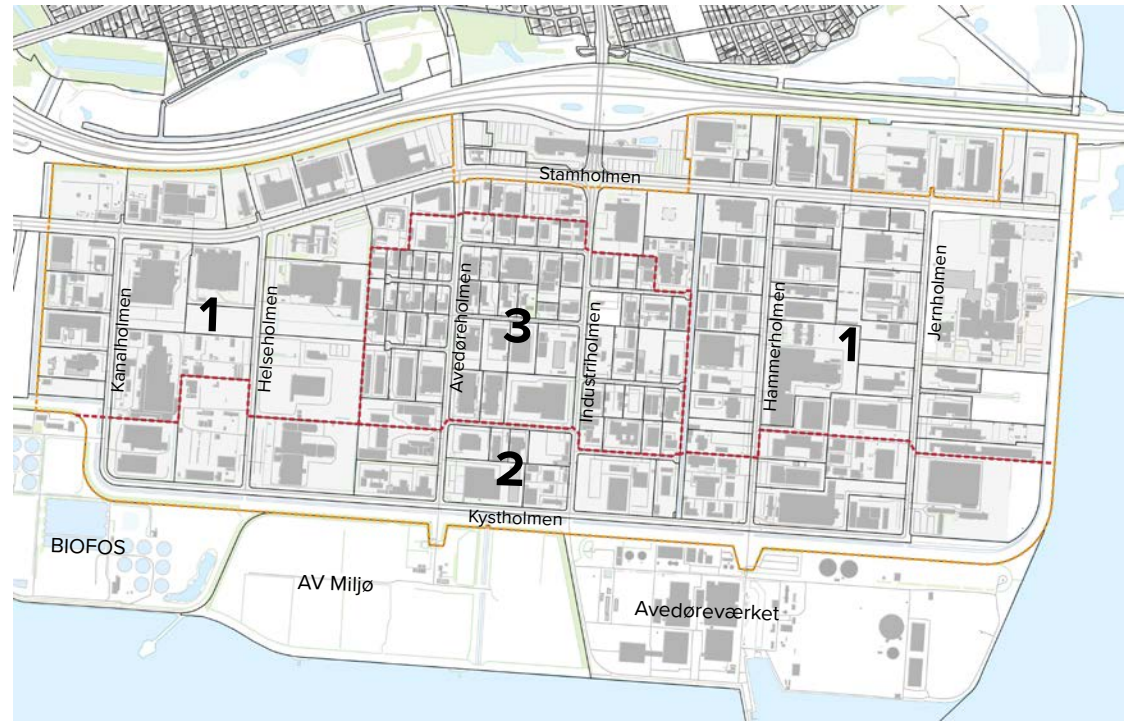 Stamholmen
Kanalholmen
1
Helseholmen
Avedøreholmen
3
Industriholmen
Hammerholmen
1
Jernholmen
2
Kystholmen
BIOFOS
AV Miljø
Avedøreværket